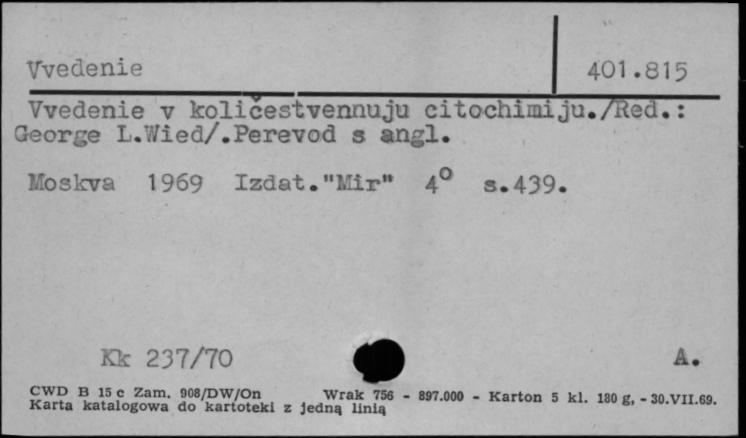 Vvedenie 401.815
Vvedenie v količestvennuju citochimiju./Red.:
George L.Wied/.Perevod s angl.
Moskva 1969 Izdat."Mir" 4° s.439.
Kk 237/70 A.
CWD B 15 c Zam. 908/DW/On Wrak 756 - 897.000 - Karton 5 kl. 180 g, - 30.VII.69.
Karta katalogowa do kartoteki z jedną linią